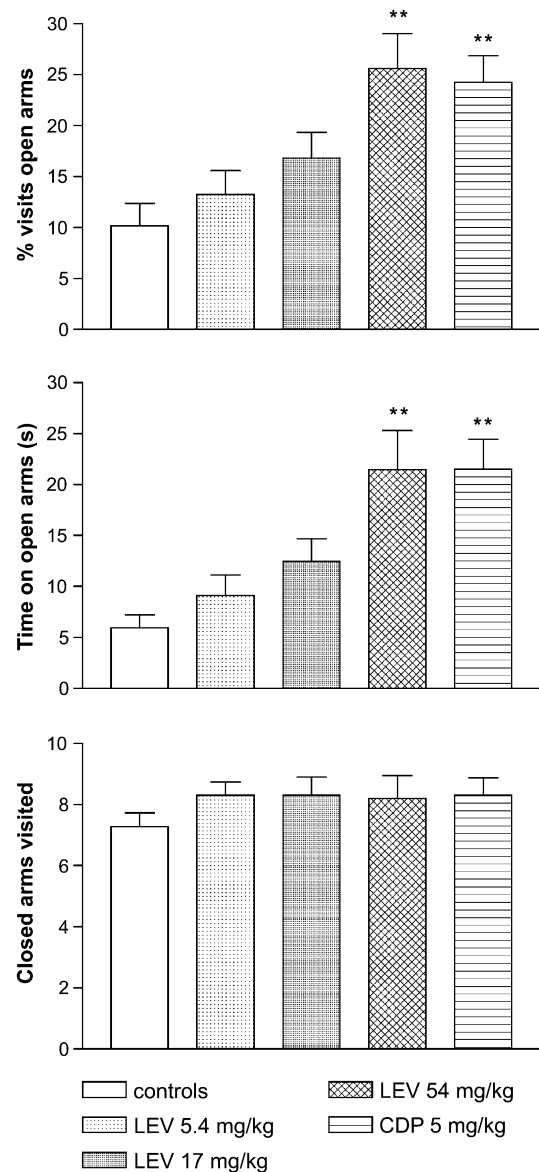 30
25
20
15
10
5
0
% visits open arms
** **
30
25
20
15
10
5
0
Time on open arms (s)
** **
10
8
6
4
2
0
Closed arms visited
controls
LEV 5.4 mg/kg
LEV 17 mg/kg
LEV 54 mg/kg
CDP 5 mg/kg